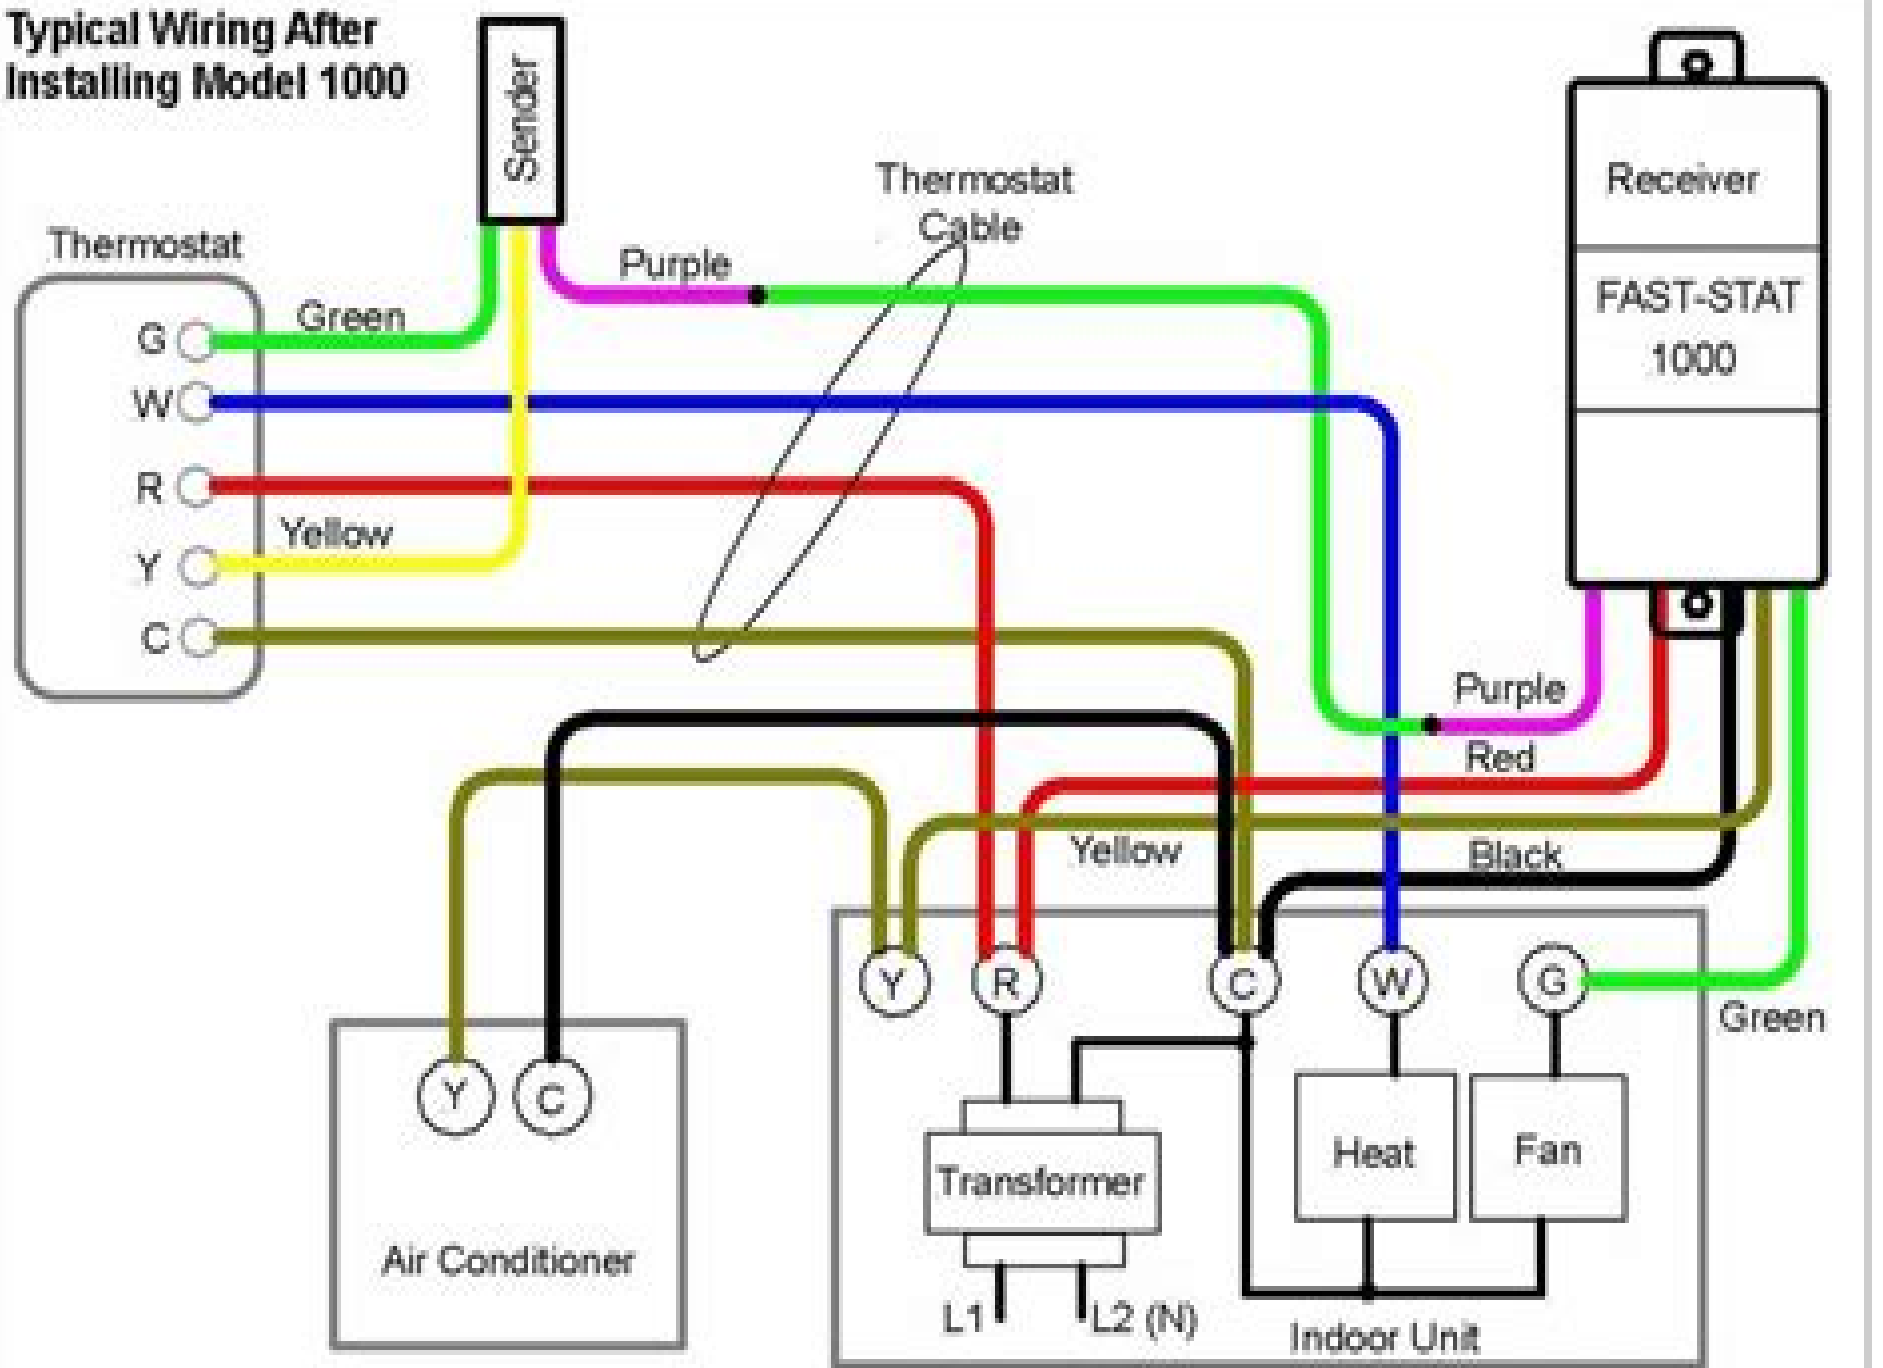 Typical Wiring After
Installing Model 1000
Sender
Thermostat
Cable
Receiver
FAST-STAT
1000
Thermostat
Purple
Green
G
W
R
Yellow
Y
C
Purple
Red
Yellow
Black
Y
R
C
W
G
Green
Y
C
Heat
Fan
Transformer
Air Conditioner
L1
L2 (N)
Indoor Unit